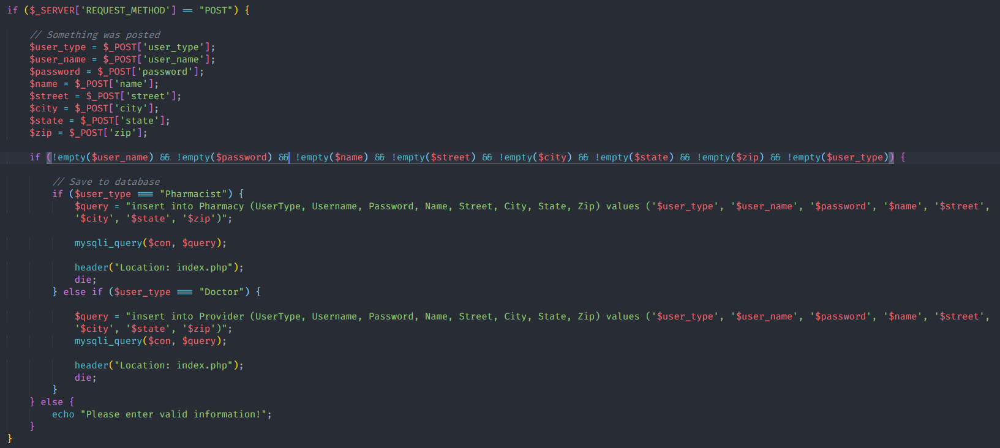 if ($_SERVER['REQUEST_METHOD'] == "POST") {
// Something was posted
$user_type = $_POST['user_type'];
$user_name = $_POST['user_name'];
$password = $_POST['password'];
$name = $_POST['name'];
$street = $_POST['street'];
$city = $_POST['city'];
$state = $_POST['state'];
$zip = $_POST['zip'];
if (!empty($user_name) && !empty($password) && !empty($name) && !empty($street) && !empty($city) && !empty($state) && !empty($zip) && !empty($user_type)) {
// Save to database
if ($user_type === "Pharmacist") {
$query = "insert into Pharmacy (UserType, Username, Password, Name, Street, City, State, Zip) values ('$user_type', '$user_name', '$password', '$name', '$street',
'$city', '$state', '$zip')";
mysqli_query($con, $query);
header("Location: index.php");
die;
} else if ($user_type === "Doctor") {
$query = "insert into Provider (UserType, Username, Password, Name, Street, City, State, Zip) values ('$user_type', '$user_name', '$password', '$name', '$street',
'$city', '$state', '$zip')";
mysqli_query($con, $query);
header("Location: index.php");
die;
}
} else {
echo "Please enter valid information!";
}
}